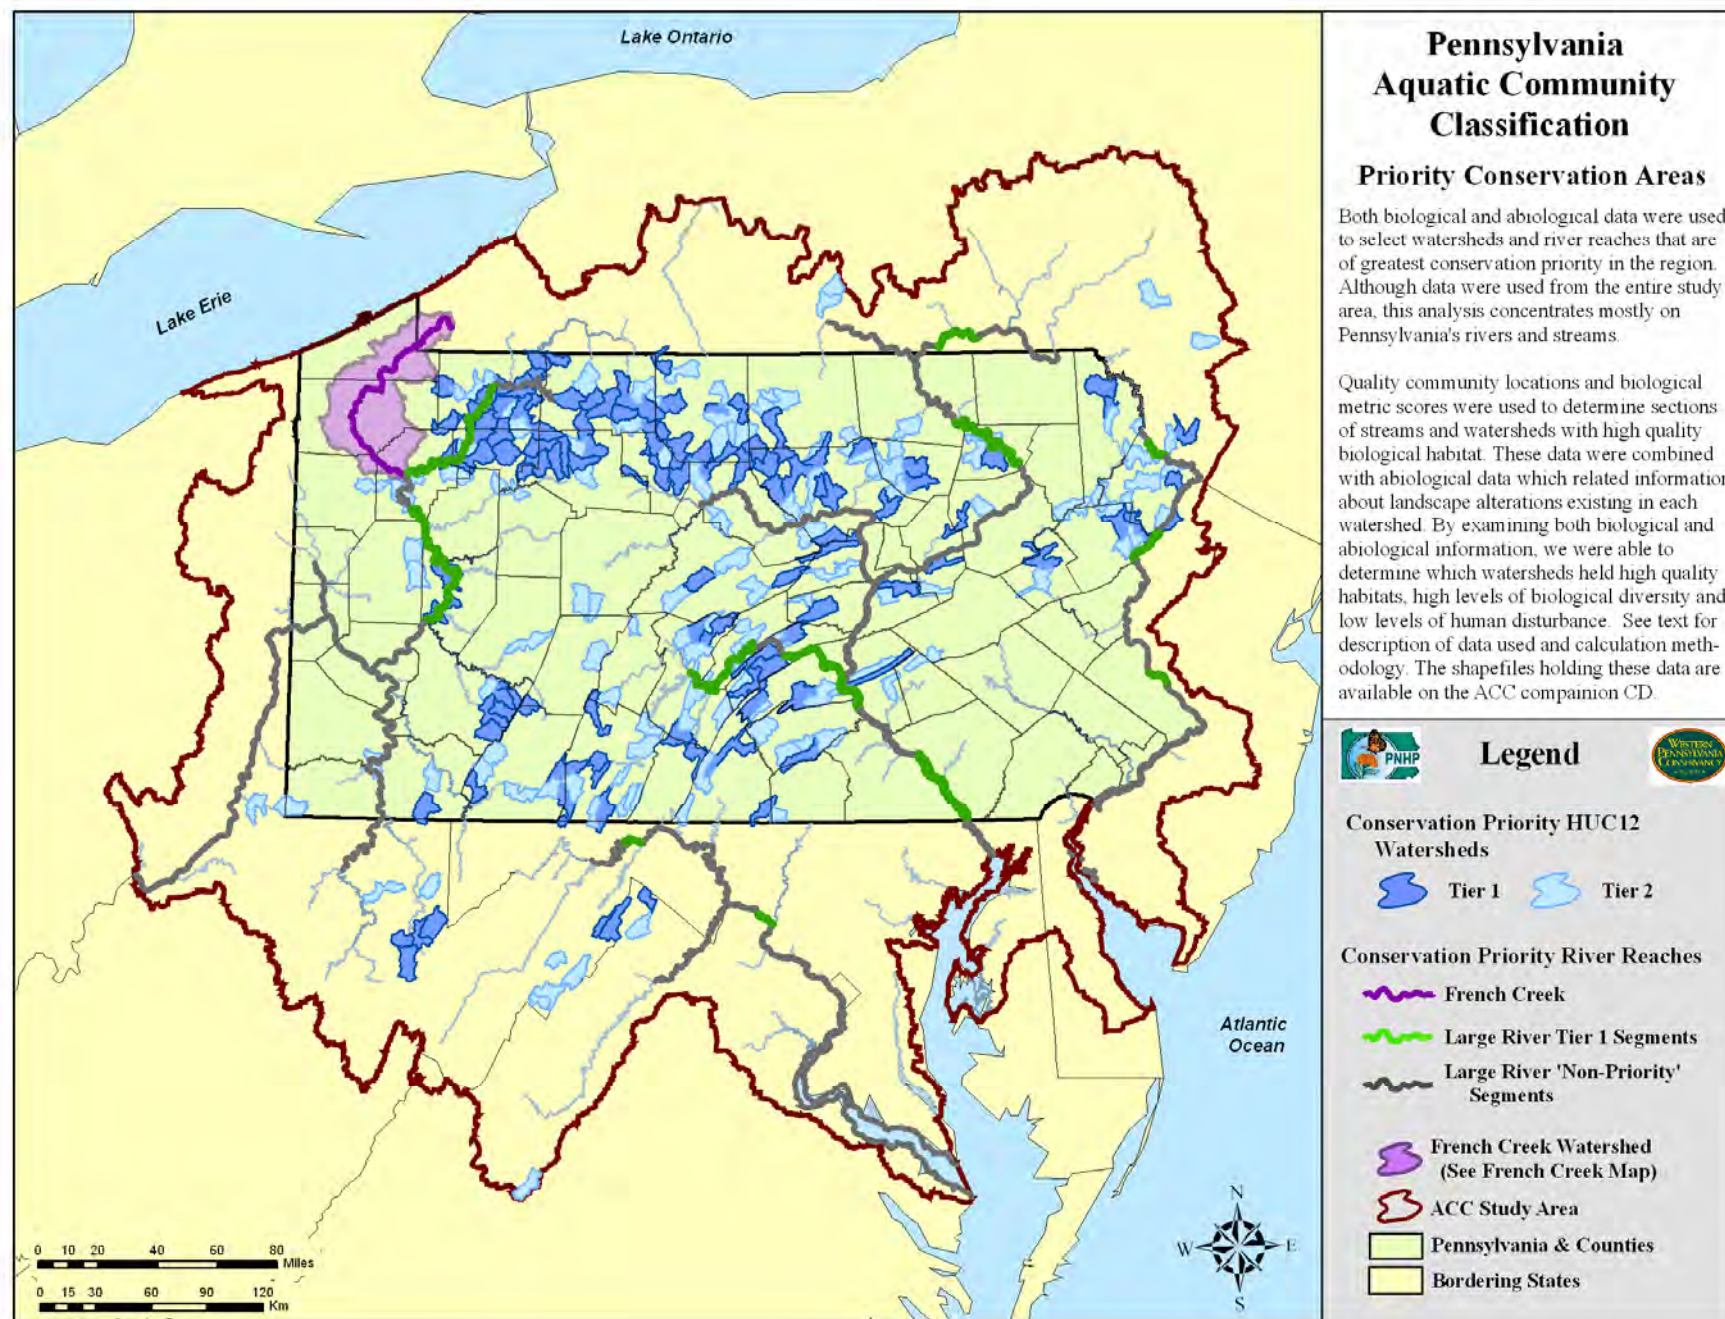 Lake Ontario
Lake Erie
Atlantic
Ocean
N
W
E
S
0 10 20 40 60 80
Miles
0 15 30 60 90 120
Km
Pennsylvania
Aquatic Community
Classification
Priority Conservation Areas
Both biological and abiological data were used
to select watersheds and river reaches that are
of greatest conservation priority in the region.
Although data were used from the entire study
area, this analysis concentrates mostly on
Pennsylvania's rivers and streams.
Quality community locations and biological
metric scores were used to determine sections
of streams and watersheds with high quality
biological habitat. These data were combined
with abiological data which related information
about landscape alterations existing in each
watershed. By examining both biological and
abiological information, we were able to
determine which watersheds held high quality
habitats, high levels of biological diversity and
low levels of human disturbance. See text for
description of data used and calculation meth-
odology. The shapefiles holding these data are
available on the ACC compainion CD.
PNHP
Legend
WESTERN
PENNSYLVANIA
CONSERVANCY
Conservation Priority HUC12
Watersheds
Tier 1
Tier 2
Conservation Priority River Reaches
French Creek
Large River Tier 1 Segments
Large River 'Non-Priority'
Segments
French Creek Watershed
(See French Creek Map)
ACC Study Area
Pennsylvania & Counties
Bordering States